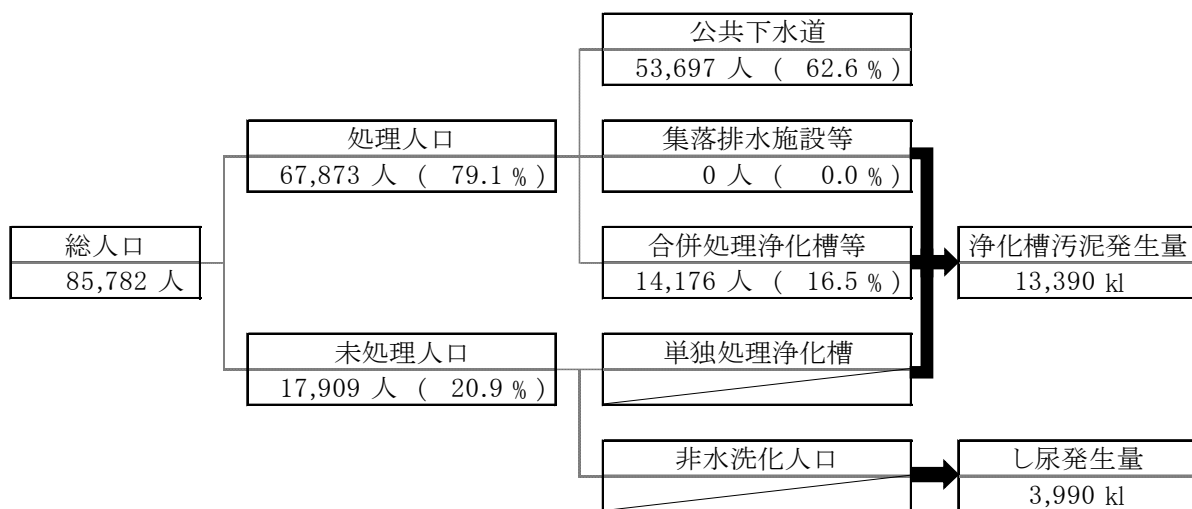 公共下水道
53,697 人 ( 62.6 % )
処理人口
67,873 人 ( 79.1 % )
集落排水施設等
0 人 ( 0.0 % )
総人口
85,782 人
合併処理浄化槽等
14,176 人 ( 16.5 % )
浄化槽汚泥発生量
13,390 kl
未処理人口
17,909 人 ( 20.9 % )
単独処理浄化槽
非水洗化人口
し尿発生量
3,990 kl